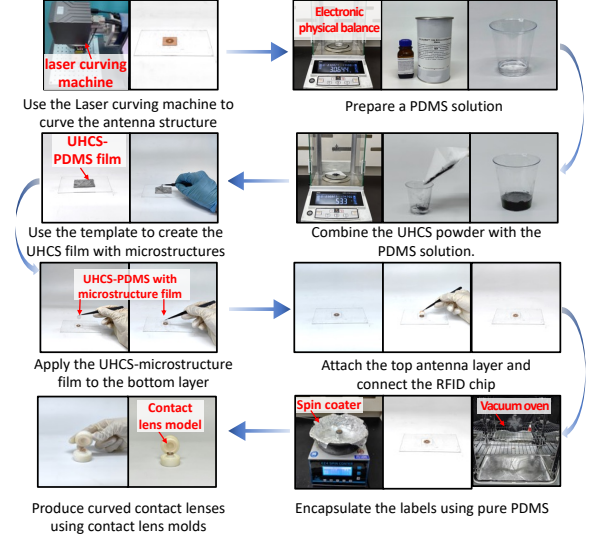 laser curving
machine
Use the Laser curving machine to
curve the antenna structure
Electronic
physical balance
Prepare a PDMS solution
UHCS-
PDMS film
Use the template to create the
UHCS film with microstructures
Combine the UHCS powder with the
PDMS solution.
UHCS-PDMS with
microstructure film
Apply the UHCS-microstructure
film to the bottom layer
Attach the top antenna layer and
connect the RFID chip
Contact
lens model
Produce curved contact lenses
using contact lens molds
Spin coater
Vacuum oven
Encapsulate the labels using pure PDMS